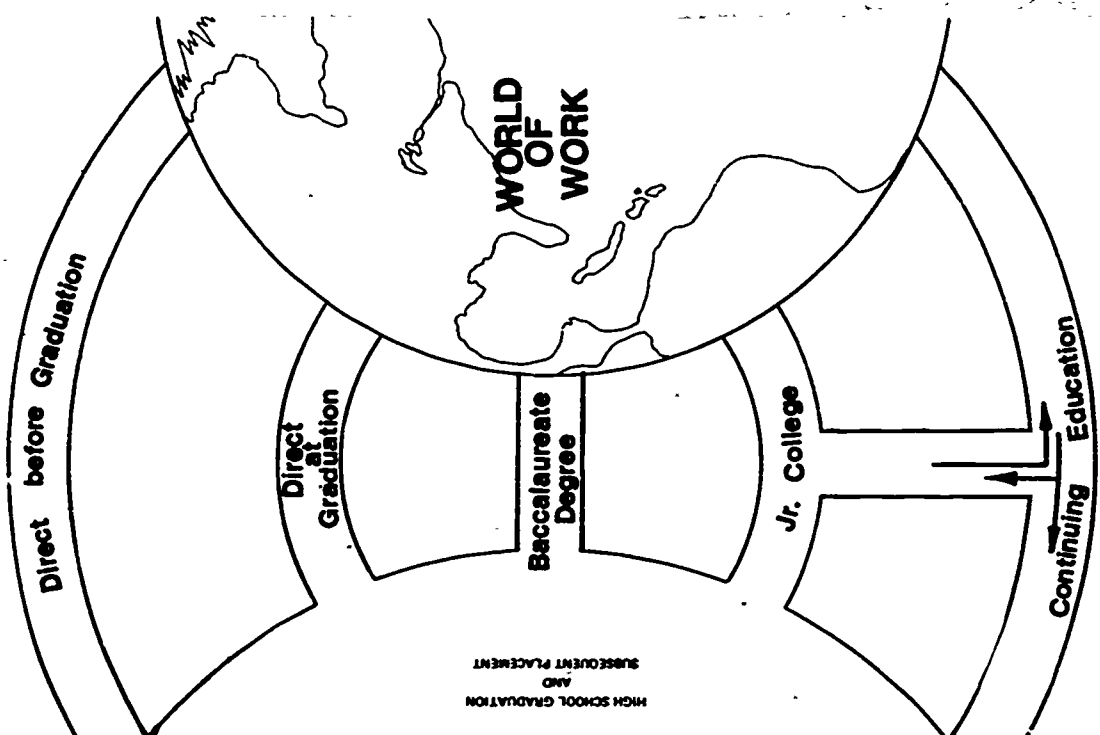 WORLD
OF
WORK
Direct before Graduation
Direct
at
Graduation
Baccalaureate
Degree
Jr. College
Continuing Education
HIGH SCHOOL GRADUATION
AND
SUBSEQUENT PLACEMENT